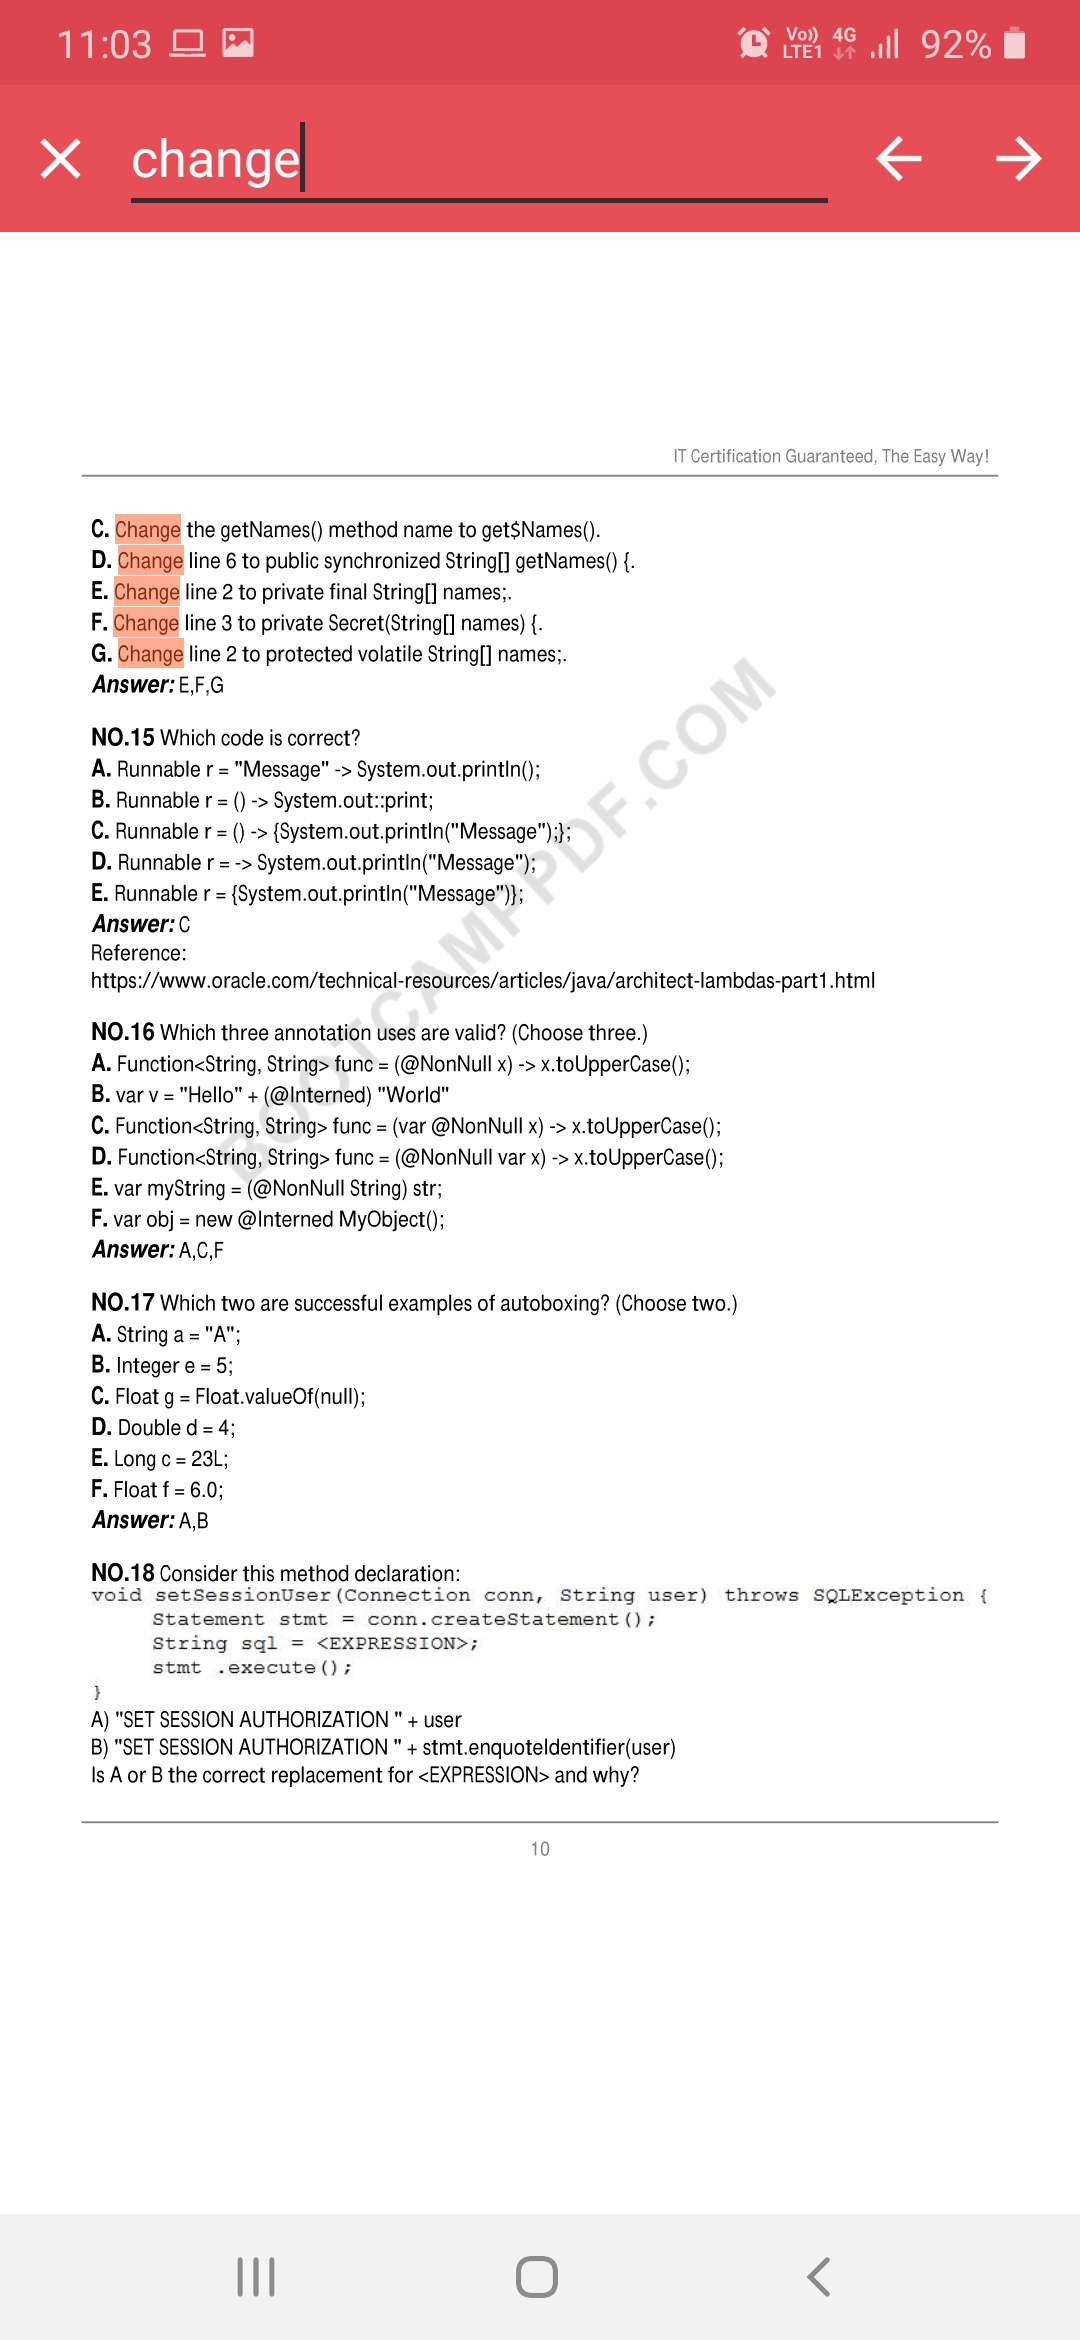 11:03 Vo)) LTE1 4G 92%
change
IT Certification Guaranteed, The Easy Way!
C. Change the getNames() method name to get$Names().
D. Change line 6 to public synchronized String[] getNames() {.
E. Change line 2 to private final String[] names;.
F. Change line 3 to private Secret(String[] names) {.
G. Change line 2 to protected volatile String[] names;.
Answer: E,F,G
NO.15 Which code is correct?
A. Runnable r = "Message" -> System.out.println();
B. Runnable r = () -> System.out::print;
C. Runnable r = () -> {System.out.println("Message");};
D. Runnable r = -> System.out.println("Message");
E. Runnable r = {System.out.println("Message")};
Answer: C
Reference:
https://www.oracle.com/technical-resources/articles/java/architect-lambdas-part1.html
NO.16 Which three annotation uses are valid? (Choose three.)
A. Function<String, String> func = (@NonNull x) -> x.toUpperCase();
B. var v = "Hello" + (@Interned) "World"
C. Function<String, String> func = (var @NonNull x) -> x.toUpperCase();
D. Function<String, String> func = (@NonNull var x) -> x.toUpperCase();
E. var myString = (@NonNull String) str;
F. var obj = new @Interned MyObject();
Answer: A,C,F
NO.17 Which two are successful examples of autoboxing? (Choose two.)
A. String a = "A";
B. Integer e = 5;
C. Float g = Float.valueOf(null);
D. Double d = 4;
E. Long c = 23L;
F. Float f = 6.0;
Answer: A,B
NO.18 Consider this method declaration:
void setSessionUser(Connection conn, String user) throws SQLException {
Statement stmt = conn.createStatement();
String sql = <EXPRESSION>;
stmt .execute();
}
A) "SET SESSION AUTHORIZATION " + user
B) "SET SESSION AUTHORIZATION " + stmt.enquoteIdentifier(user)
Is A or B the correct replacement for <EXPRESSION> and why?
10
BOOTCAMPPDF.COM